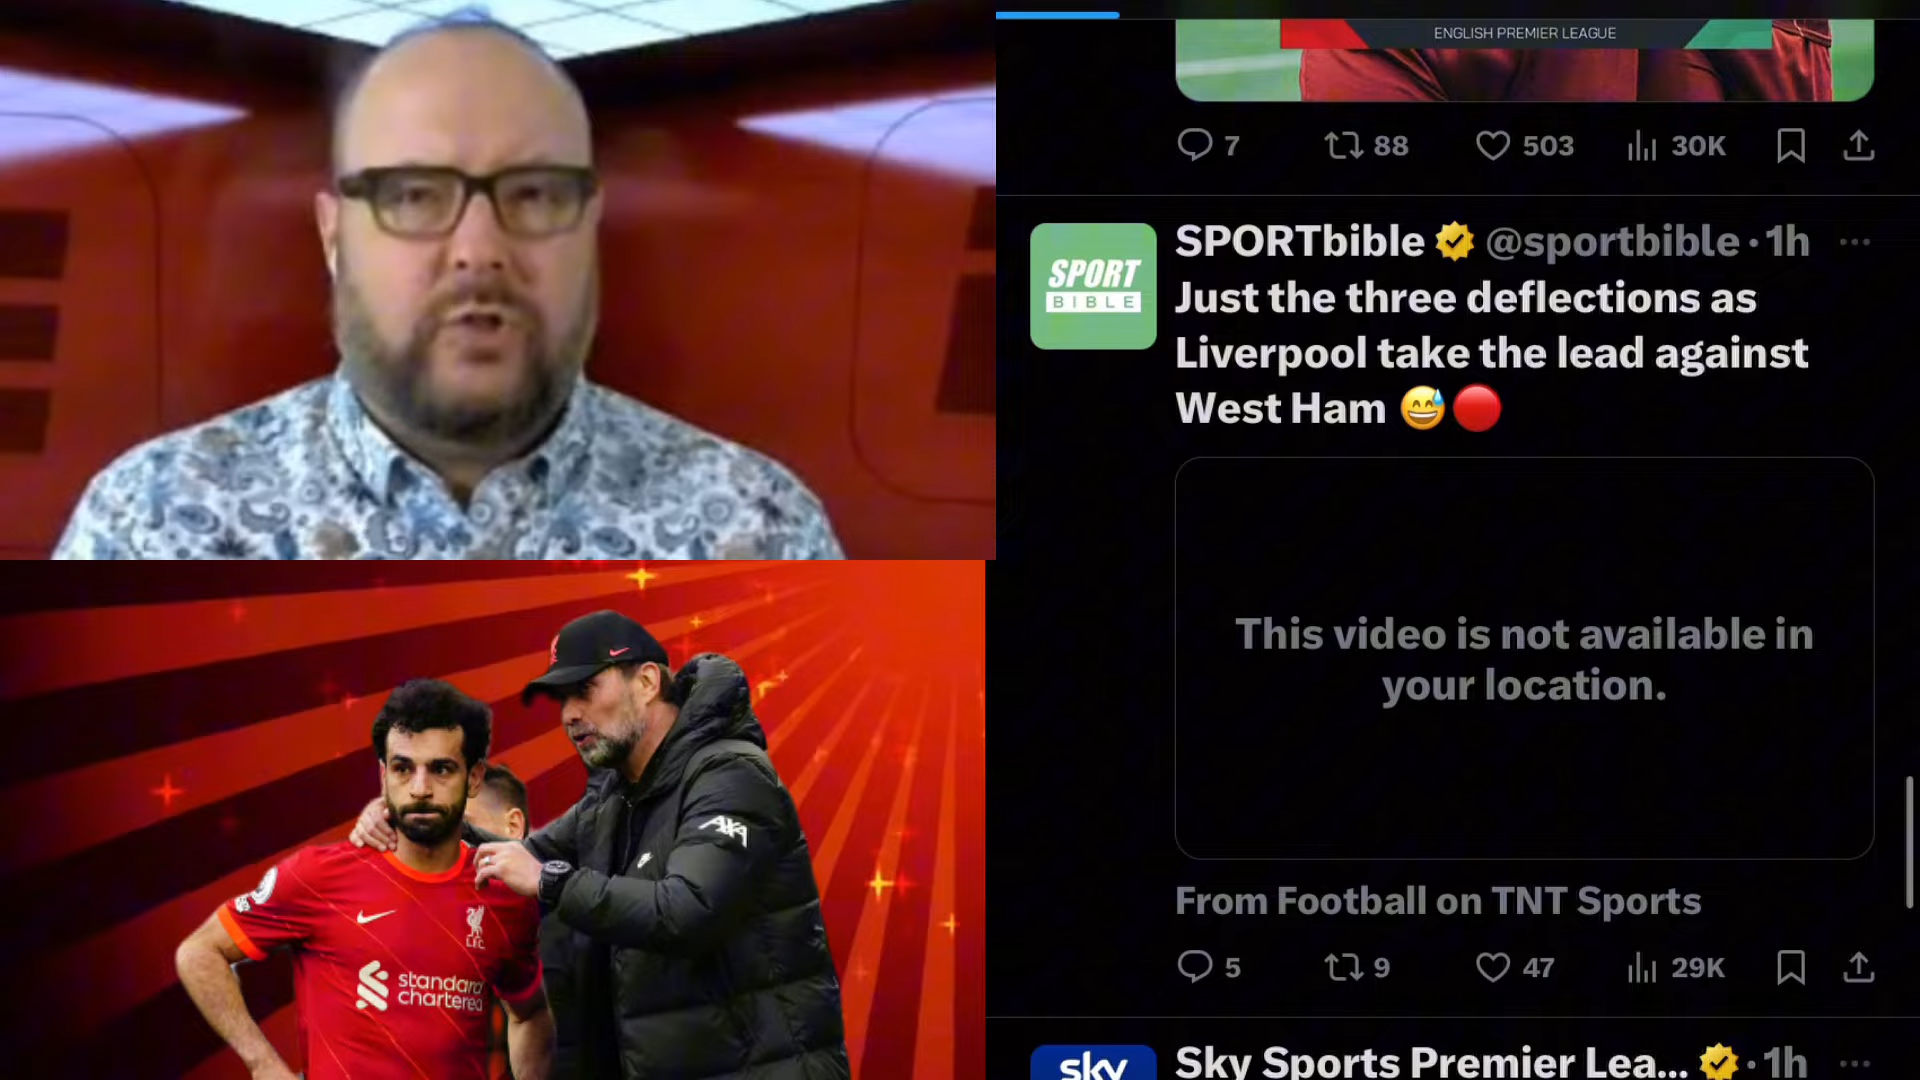 ENGLISH PREMIER LEAGUE
7 88 503 30K
SPORTbible @sportbible · 1h
SPORT
BIBLE
Just the three deflections as
Liverpool take the lead against
West Ham 😅🔴
This video is not available in
your location.
From Football on TNT Sports
5 9 47 29K
sky
Sky Sports Premier Lea... · 1h
AXA
L.F.C.
standard
chartered